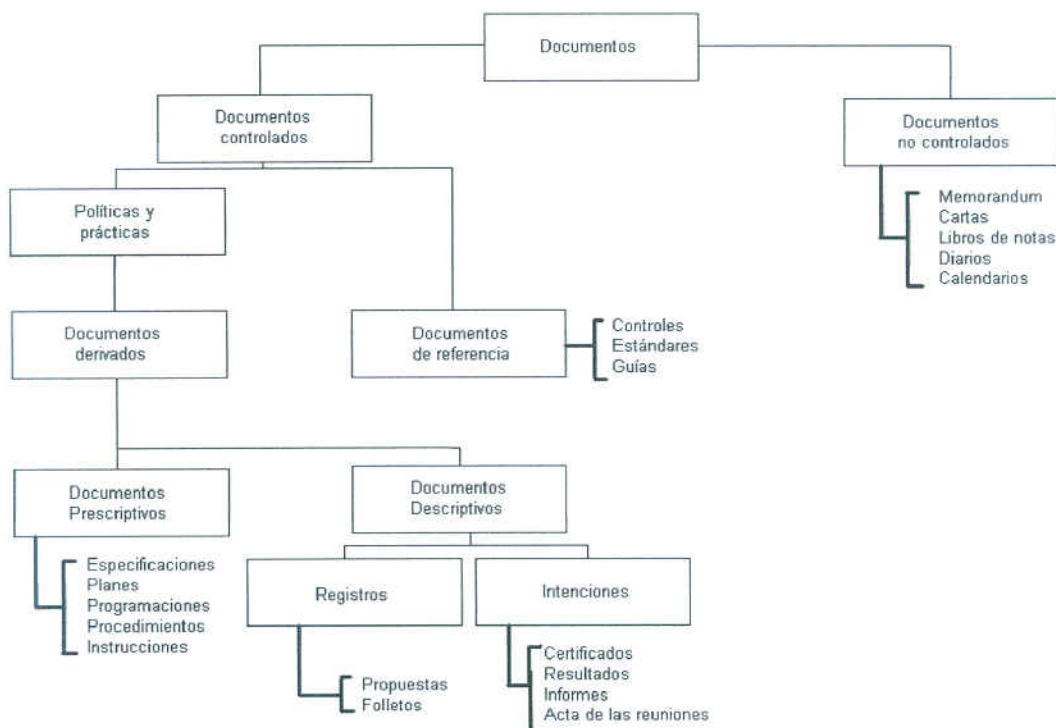 Documentos
Documentos
controlados
Documentos
no controlados
Políticas y
prácticas
Memorandum
Cartas
Libros de notas
Diarios
Calendarios
Documentos
derivados
Documentos
de referencia
Controles
Estándares
Guías
Documentos
Prescriptivos
Documentos
Descriptivos
Especificaciones
Planes
Programaciones
Procedimientos
Instrucciones
Registros
Intenciones
Propuestas
Folletos
Certificados
Resultados
Informes
Acta de las reuniones